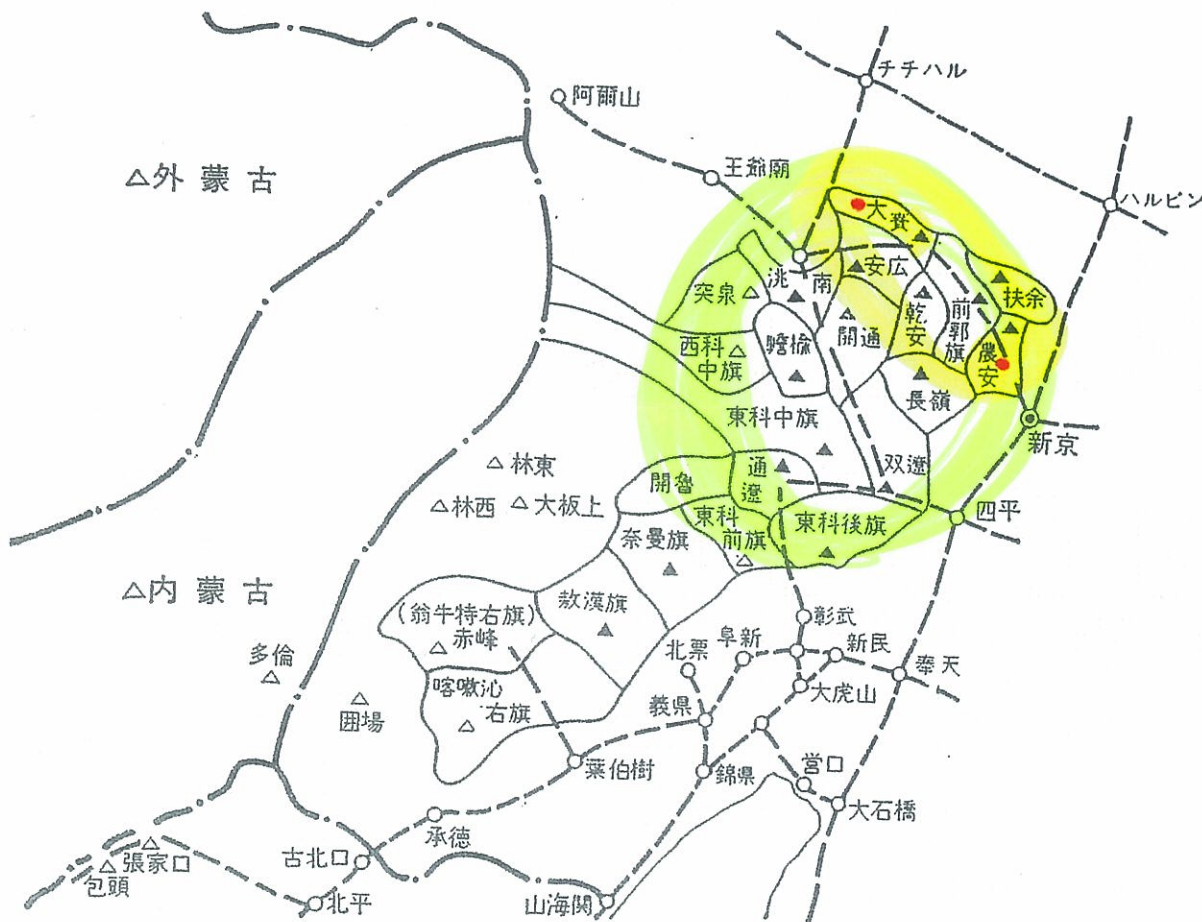 チチハル
阿爾山
王爺廟
△外蒙古
ハルピン
大賚
安広
洮南
突泉
扶余
乾安
前郭旗
開通
瞻榆
西科中旗
農安
長嶺
東科中旗
新京
双遼
通遼
林東
開魯
林西
大板上
東科前旗
東科後旗
四平
奈曼旗
△内蒙古
敖漢旗
(翁牛特右旗)
赤峰
彰武
多倫
北票
阜新
新民
奉天
大虎山
囲場
喀喇沁右旗
義県
葉伯樹
錦県
営口
大石橋
承徳
張家口
包頭
古北口
北平
山海関